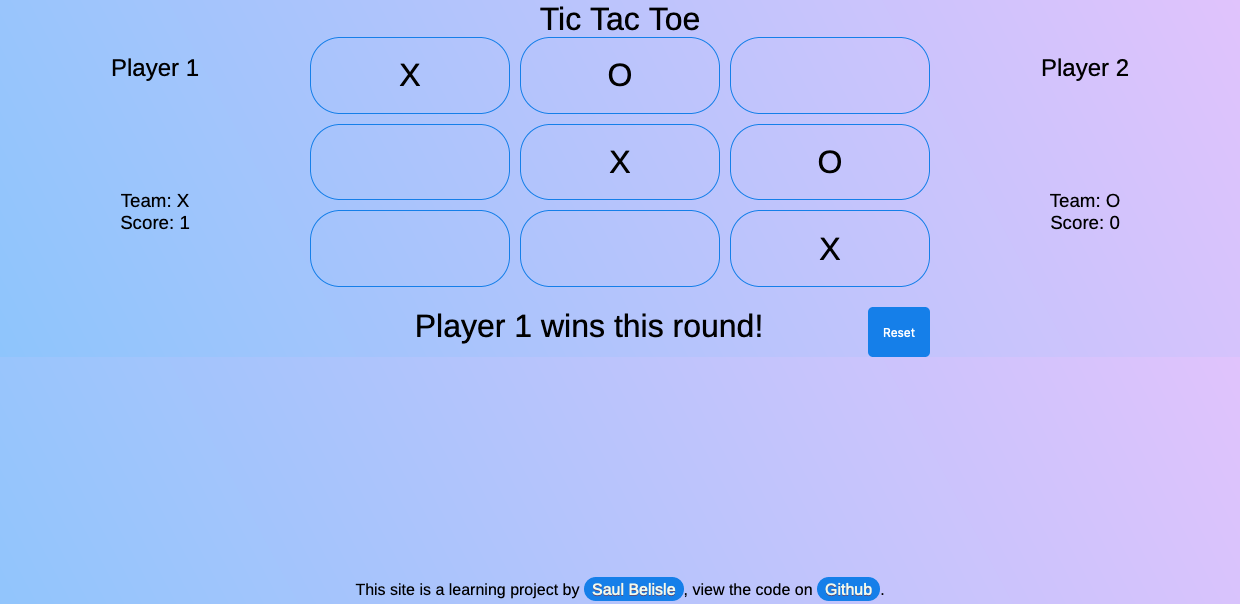 Tic Tac Toe
Player 1
X
O
Player 2
X
O
Team: X
Score: 1
Team: O
Score: 0
X
Player 1 wins this round!
Reset
This site is a learning project by Saul Belisle, view the code on Github.